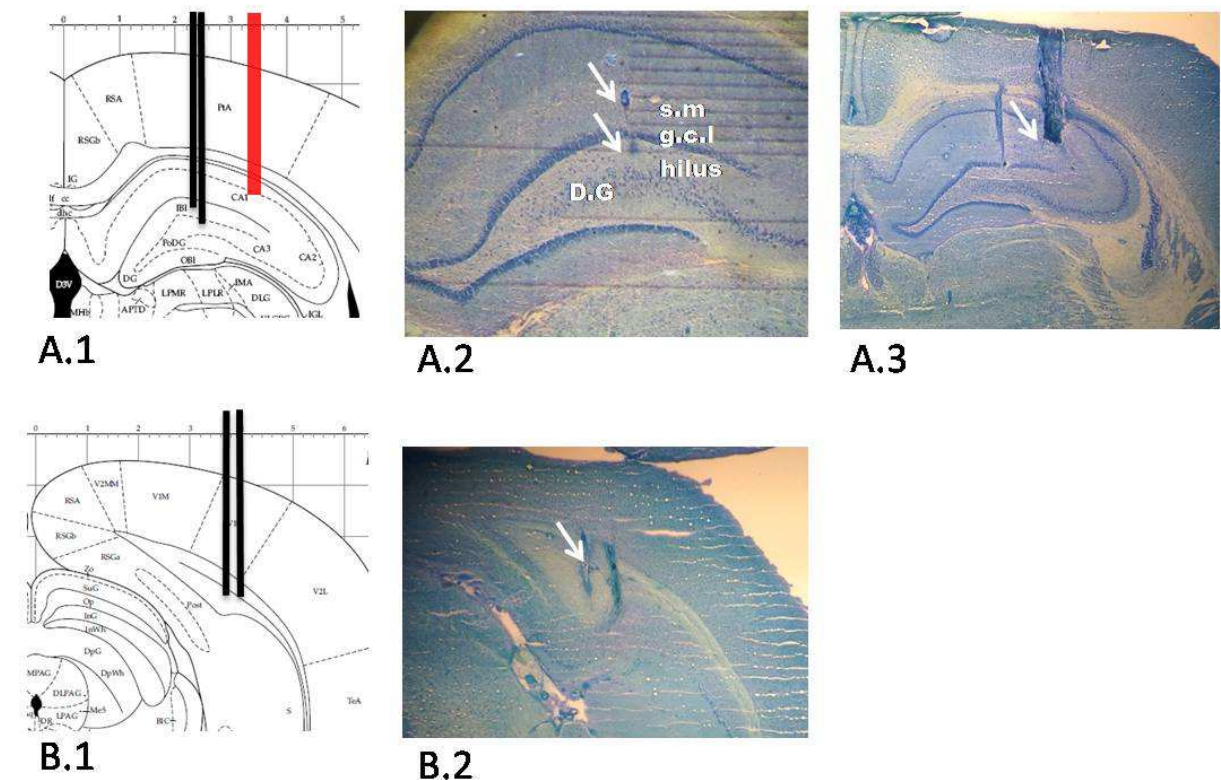 0 1 2 3 4 5
RSA
PtA
RSGb
IG
cc
dhc
CA1
IBl
PoDG
CA3
CA2
OBl
DG
D3V
LPMR
LPLR
IMA
DLG
MHb
APTD
IGL
A.1
s.m
g.c.l
hilus
D.G
A.2
A.3
0 1 2 3 5 6
V2MM
V1M
RSA
RSGb
RSGa
Zo
SuG
Post
V2L
Op
InG
InWh
DpG
MPAG
DpWh
DLPAG
Me5
LPAG
BIC
S
TeA
B.1
B.2